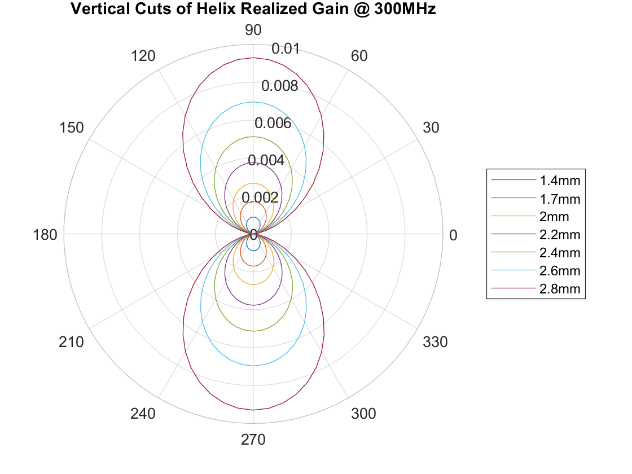 Vertical Cuts of Helix Realized Gain @ 300MHz
90
120
60
0.01
0.008
150
30
0.006
0.004
1.4mm
1.7mm
2mm
2.2mm
2.4mm
2.6mm
2.8mm
0.002
180
0
0
210
330
240
300
270